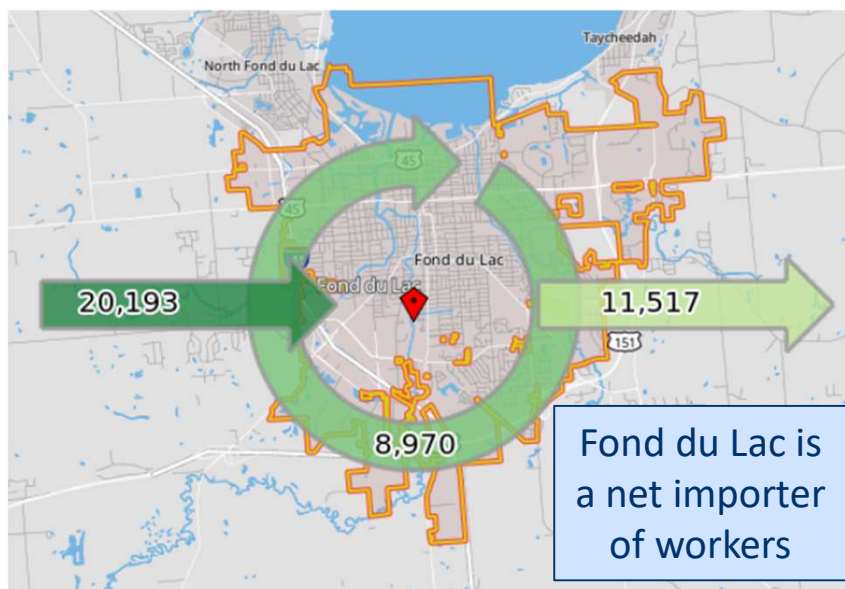 Taycheedah
North Fond du Lac
45
45
Fond du Lac
Fond du Lac
20,193
11,517
151
8,970
Fond du Lac is
a net importer
of workers